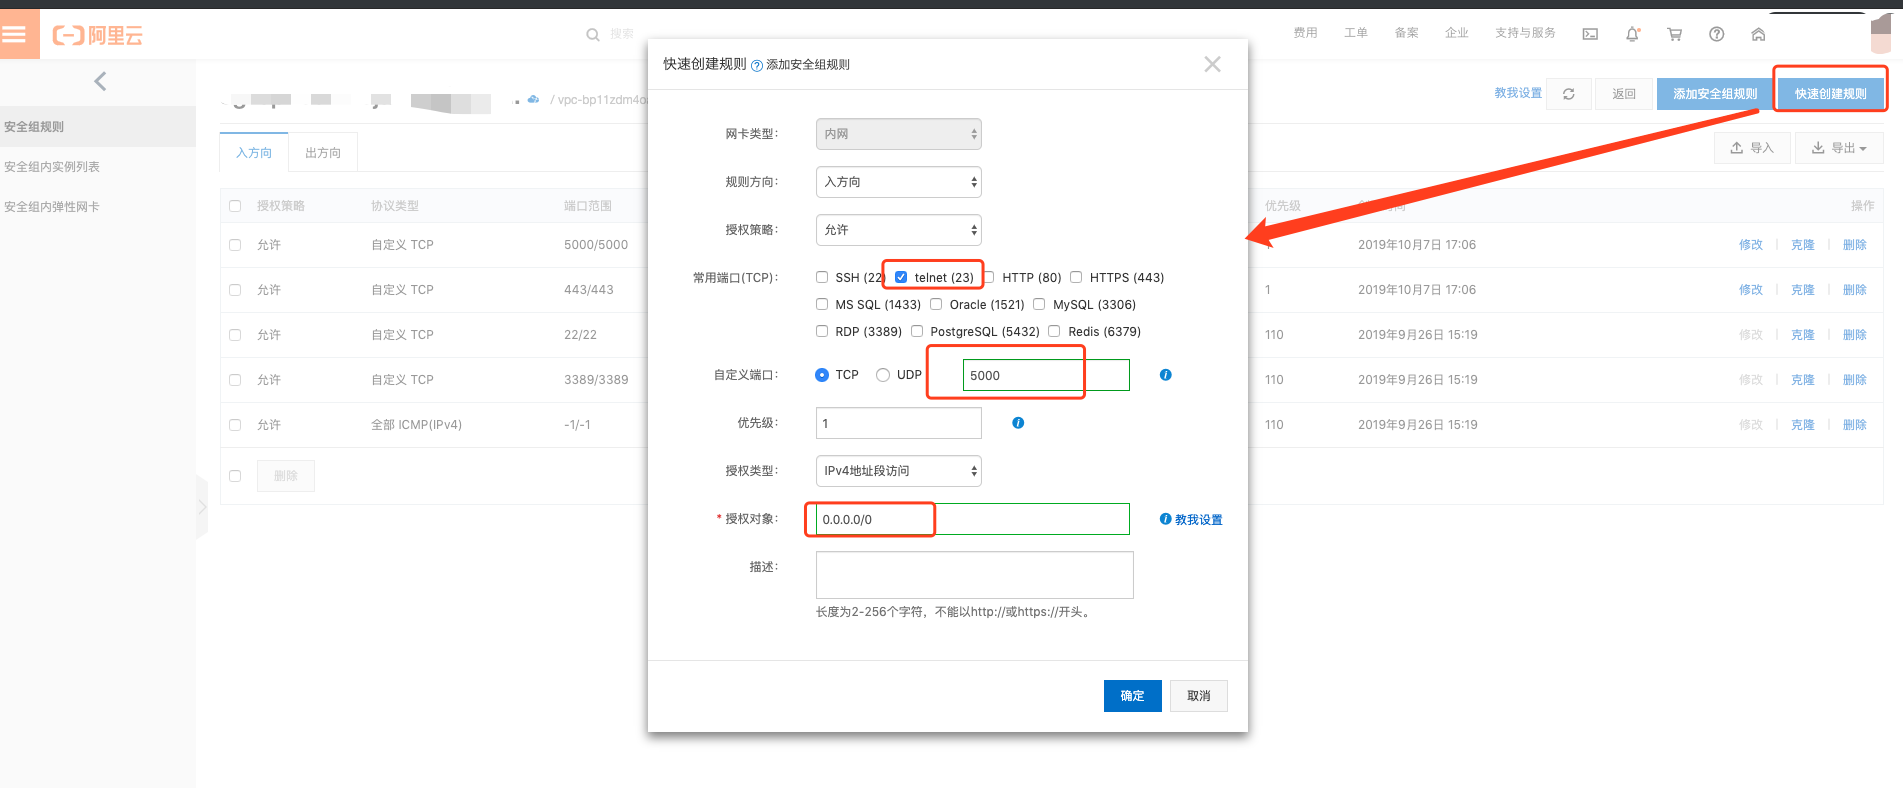 阿里云
搜索
费用 工单 备案 企业 支持与服务
快速创建规则 添加安全组规则
/ vpc-bp11zdm4o
教我设置 返回 添加安全组规则 快速创建规则
安全组规则
安全组内实例列表
安全组内弹性网卡
入方向 出方向
导入 导出
授权策略 协议类型 端口范围 优先级 操作
允许 自定义 TCP 5000/5000 2019年10月7日 17:06 修改 | 克隆 | 删除
允许 自定义 TCP 443/443 1 2019年10月7日 17:06 修改 | 克隆 | 删除
允许 自定义 TCP 22/22 110 2019年9月26日 15:19 修改 | 克隆 | 删除
允许 自定义 TCP 3389/3389 110 2019年9月26日 15:19 修改 | 克隆 | 删除
允许 全部 ICMP(IPv4) -1/-1 110 2019年9月26日 15:19 修改 | 克隆 | 删除
删除
网卡类型： 内网
规则方向： 入方向
授权策略： 允许
常用端口(TCP)： SSH (22) telnet (23) HTTP (80) HTTPS (443)
MS SQL (1433) Oracle (1521) MySQL (3306)
RDP (3389) PostgreSQL (5432) Redis (6379)
自定义端口： TCP UDP 5000
优先级： 1
授权类型： IPv4地址段访问
* 授权对象： 0.0.0.0/0 教我设置
描述：
长度为2-256个字符，不能以http://或https://开头。
确定 取消